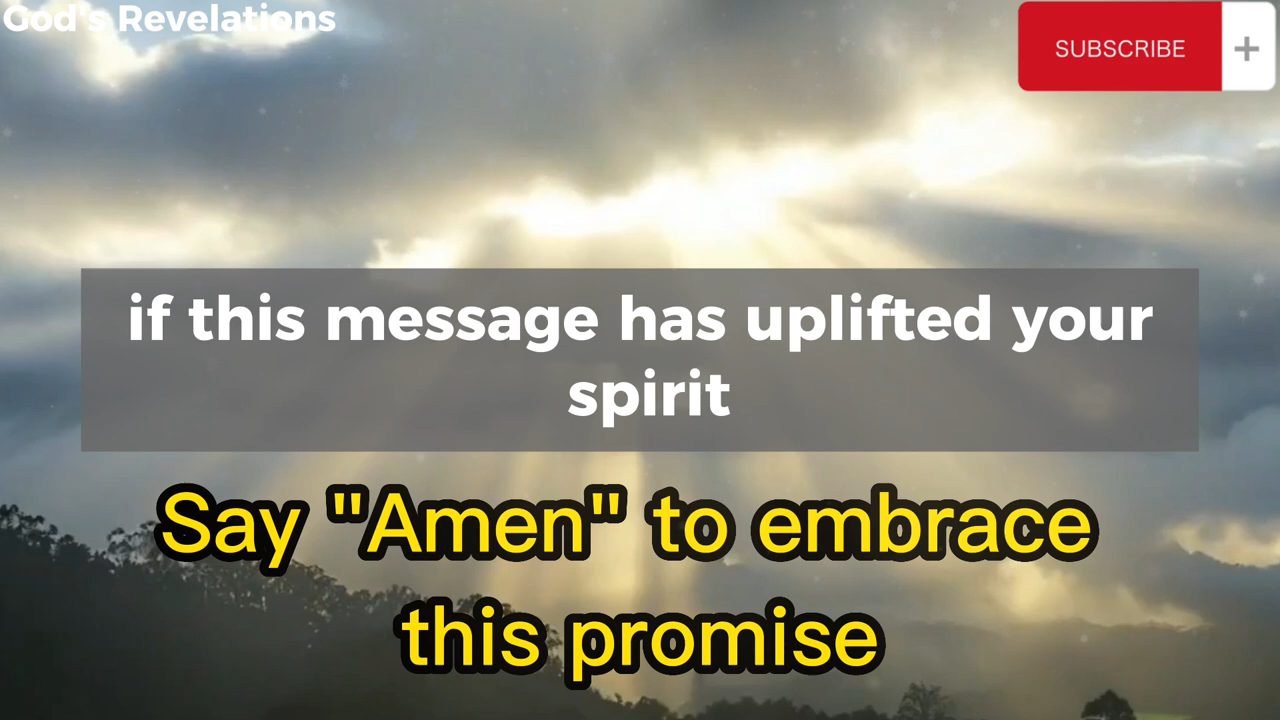 God's Revelations
SUBSCRIBE +
if this message has uplifted your
spirit
Say "Amen" to embrace
this promise